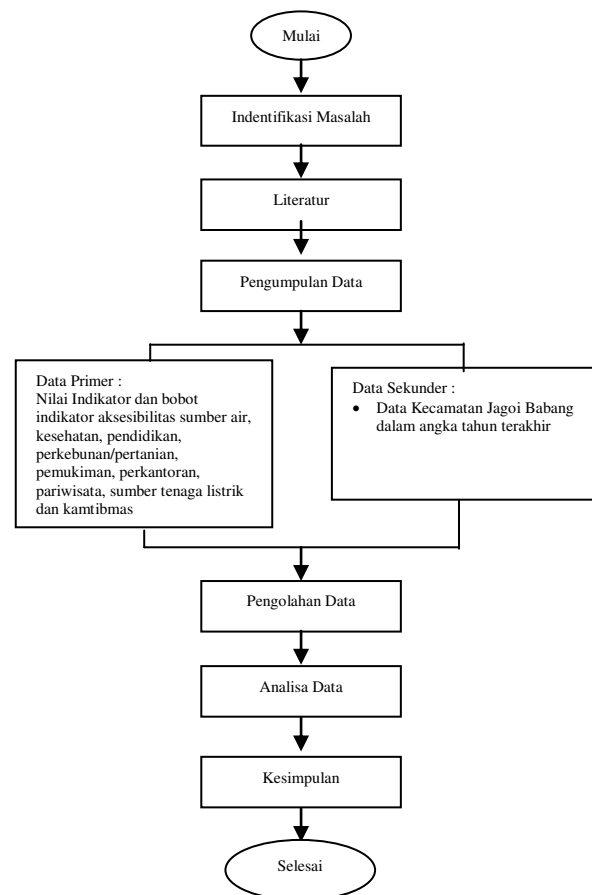 Mulai
Indentifikasi Masalah
Literatur
Pengumpulan Data
Data Primer :
Nilai Indikator dan bobot
indikator aksesibilitas sumber air,
kesehatan, pendidikan,
perkebunan/pertanian,
pemukiman, perkantoran,
pariwisata, sumber tenaga listrik
dan kamtibmas
Data Sekunder :
• Data Kecamatan Jagoi Babang
dalam angka tahun terakhir
Pengolahan Data
Analisa Data
Kesimpulan
Selesai